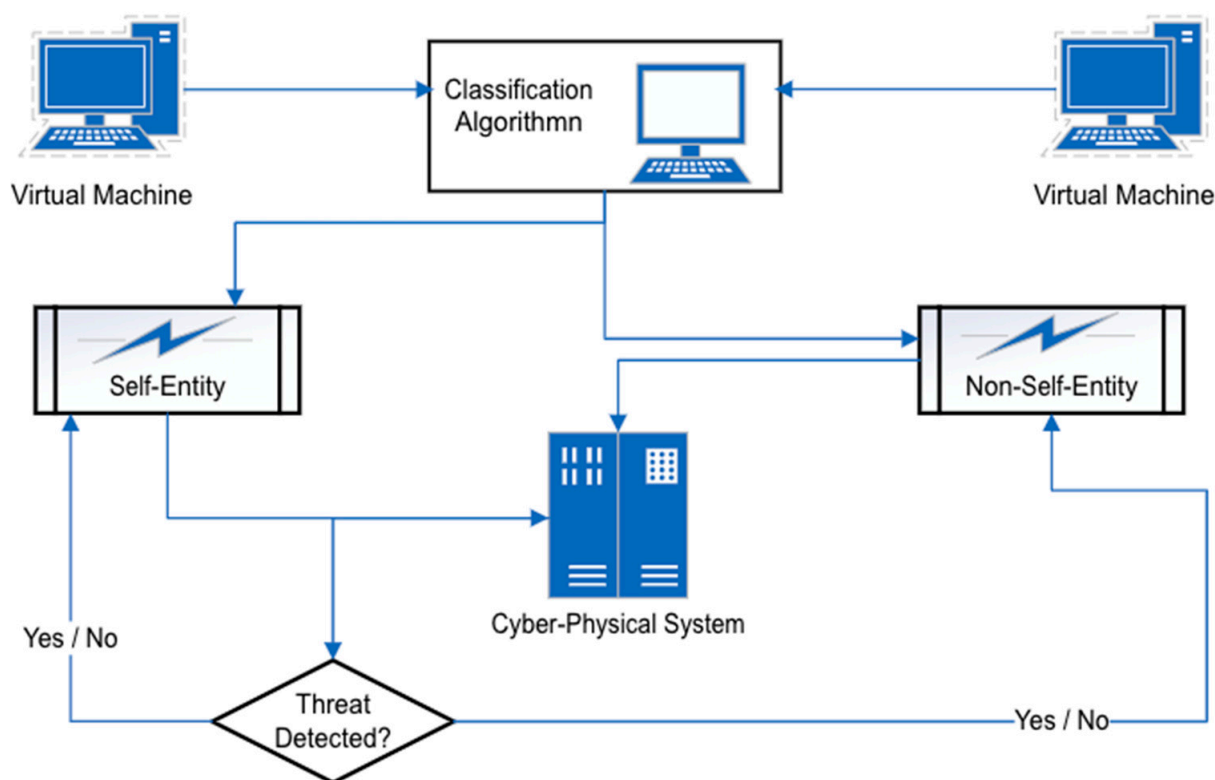 Classification
Algorithmn
Virtual Machine
Virtual Machine
Self-Entity
Non-Self-Entity
Cyber-Physical System
Yes / No
Threat
Detected?
Yes / No